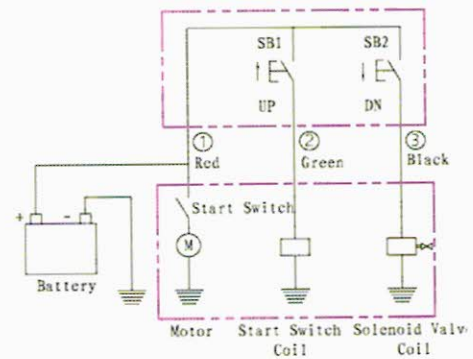 SB1
SB2
UP
DN
①
②
③
Red
Green
Black
+
-
Start Switch
M
Battery
Motor
Start Switch
Coil
Solenoid Valv
Coil